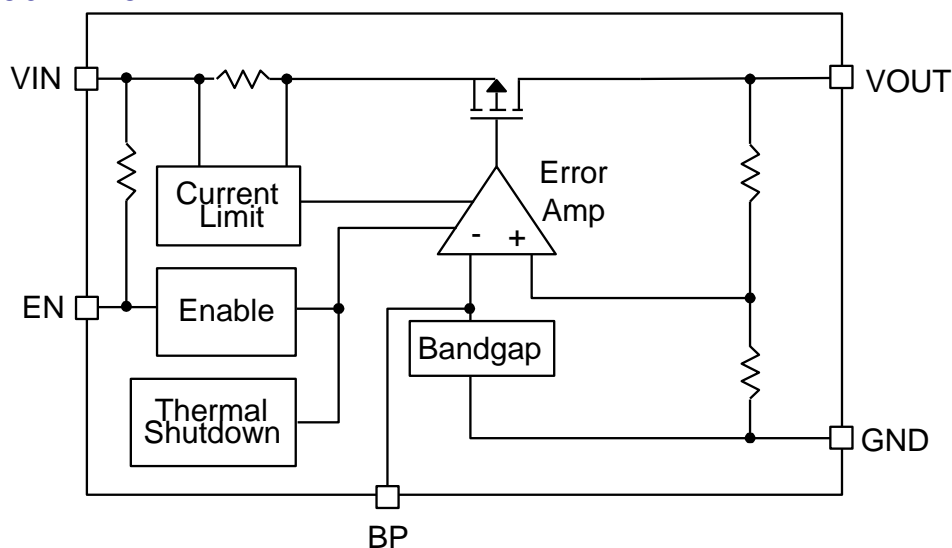 VIN
VOUT
Error
Amp
Current
Limit
- +
EN
Enable
Bandgap
Thermal
Shutdown
GND
BP